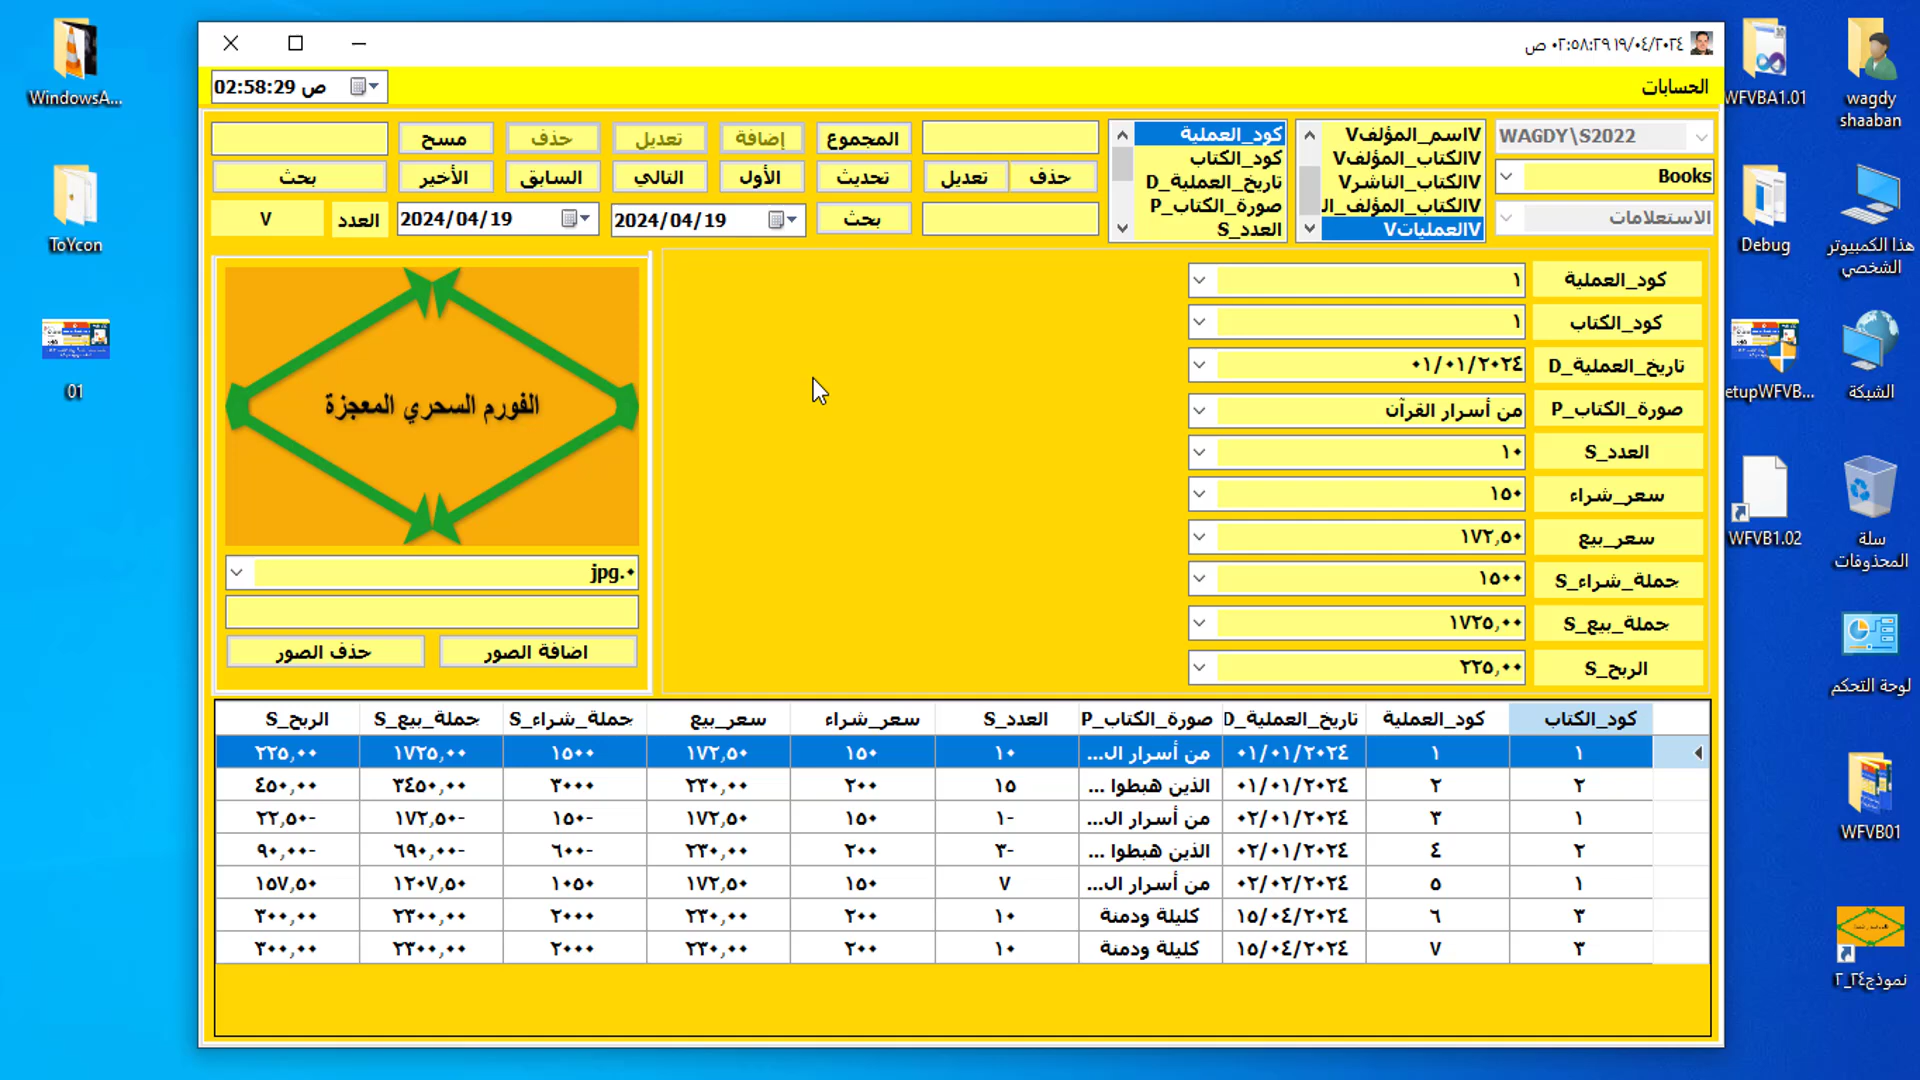 ١٩/٠٤/٢٠٢٤ ٠٢:٥٨:٢٩ ص
الحسابات
02:58:29 ص
WAGDY\S2022
Books
الاستعلامات
Vاسم_المؤلف
Vالكتاب_المؤلف
Vالكتاب_الناشر
Vالعمليات
كود_العملية
كود_الكتاب
تاريخ_العملية_D
صورة_الكتاب_P
العدد_S
المجموع
إضافة
تعديل
حذف
مسح
حذف
تعديل
تحديث
الأول
التالي
السابق
الأخير
بحث
بحث
2024/04/19
2024/04/19
العدد
٧
كود_العملية ١
كود_الكتاب ١
تاريخ_العملية_D ٠١/٠١/٢٠٢٤
صورة_الكتاب_P من أسرار القرآن
العدد_S ١٠
سعر_شراء ١٥٠
سعر_بيع ١٧٢,٥٠
جملة_شراء_S ١٥٠٠
جملة_بيع_S ١٧٢٥,٠٠
الربح_S ٢٢٥,٠٠
الفورم السحري المعجزة
٠.jpg
اضافة الصور
حذف الصور
كود_الكتاب كود_العملية تاريخ_العملية_D صورة_الكتاب_P العدد_S سعر_شراء سعر_بيع جملة_شراء_S جملة_بيع_S الربح_S
١ ١ ٠١/٠١/٢٠٢٤ من أسرار ال... ١٠ ١٥٠ ١٧٢,٥٠ ١٥٠٠ ١٧٢٥,٠٠ ٢٢٥,٠٠
٢ ٢ ٠١/٠١/٢٠٢٤ الذين هبطوا ... ١٥ ٢٠٠ ٢٣٠,٠٠ ٣٠٠٠ ٣٤٥٠,٠٠ ٤٥٠,٠٠
١ ٣ ٠٢/٠١/٢٠٢٤ من أسرار ال... -١ ١٥٠ ١٧٢,٥٠ -١٥٠ -١٧٢,٥٠ -٢٢,٥٠
٢ ٤ ٠٢/٠١/٢٠٢٤ الذين هبطوا ... -٣ ٢٠٠ ٢٣٠,٠٠ -٦٠٠ -٦٩٠,٠٠ -٩٠,٠٠
١ ٥ ٠٢/٠٢/٢٠٢٤ من أسرار ال... ٧ ١٥٠ ١٧٢,٥٠ ١٠٥٠ ١٢٠٧,٥٠ ١٥٧,٥٠
٣ ٦ ١٥/٠٤/٢٠٢٤ كليلة ودمنة ١٠ ٢٠٠ ٢٣٠,٠٠ ٢٠٠٠ ٢٣٠٠,٠٠ ٣٠٠,٠٠
٣ ٧ ١٥/٠٤/٢٠٢٤ كليلة ودمنة ١٠ ٢٠٠ ٢٣٠,٠٠ ٢٠٠٠ ٢٣٠٠,٠٠ ٣٠٠,٠٠
wagdy
shaaban
هذا الكمبيوتر
الشخصي
الشبكة
سلة
المحذوفات
لوحة التحكم
WFVB01
نموذج٢٤_٢
WFVBA1.01
Debug
etupWFVB...
WFVB1.02
WindowsA...
ToYcon
01